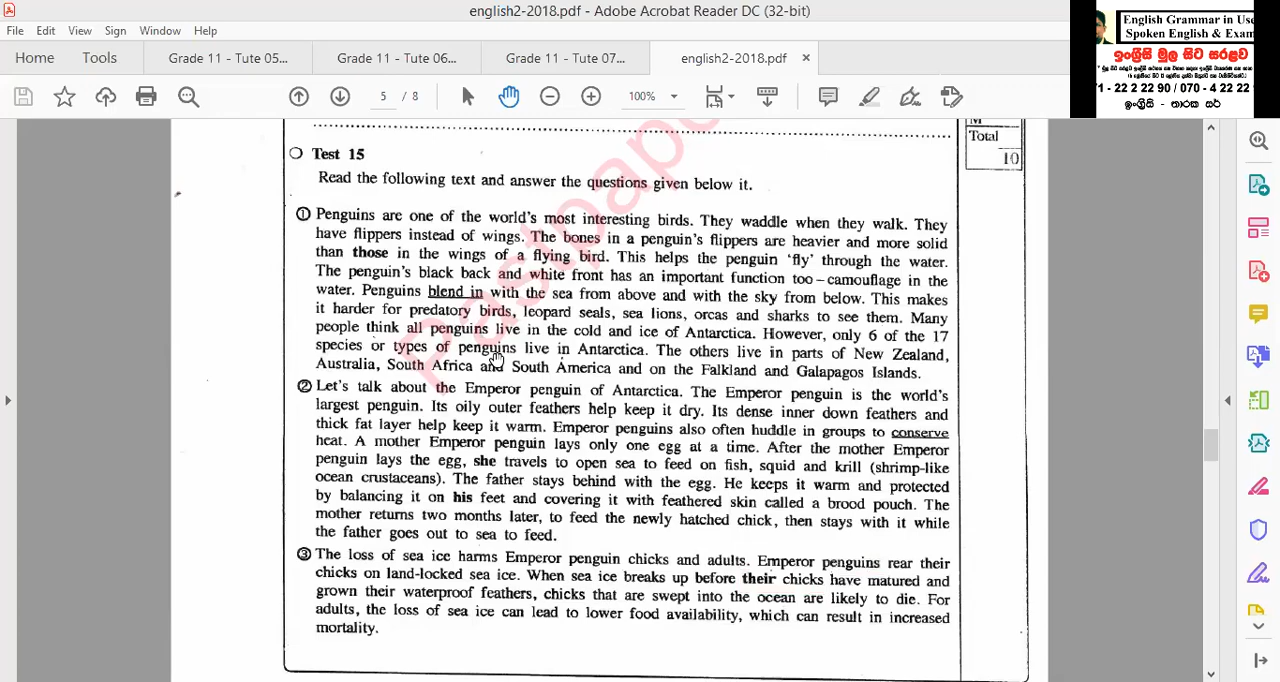 english2-2018.pdf - Adobe Acrobat Reader DC (32-bit)
File Edit View Sign Window Help
Home Tools Grade 11 - Tute 05... Grade 11 - Tute 06... Grade 11 - Tute 07... english2-2018.pdf ×
5 / 8 100%
English Grammar in Use
Spoken English & Exam
ඉංග්‍රීසි මුල සිට සරළව
71 - 22 2 22 90 / 070 - 4 22 22
ඉංග්‍රීසි - තාරක සර්
Total
10
Test 15
Read the following text and answer the questions given below it.
① Penguins are one of the world's most interesting birds. They waddle when they walk. They
have flippers instead of wings. The bones in a penguin's flippers are heavier and more solid
than those in the wings of a flying bird. This helps the penguin 'fly' through the water.
The penguin's black back and white front has an important function too – camouflage in the
water. Penguins blend in with the sea from above and with the sky from below. This makes
it harder for predatory birds, leopard seals, sea lions, orcas and sharks to see them. Many
people think all penguins live in the cold and ice of Antarctica. However, only 6 of the 17
species or types of penguins live in Antarctica. The others live in parts of New Zealand,
Australia, South Africa and South America and on the Falkland and Galapagos Islands.
② Let's talk about the Emperor penguin of Antarctica. The Emperor penguin is the world's
largest penguin. Its oily outer feathers help keep it dry. Its dense inner down feathers and
thick fat layer help keep it warm. Emperor penguins also often huddle in groups to conserve
heat. A mother Emperor penguin lays only one egg at a time. After the mother Emperor
penguin lays the egg, she travels to open sea to feed on fish, squid and krill (shrimp-like
ocean crustaceans). The father stays behind with the egg. He keeps it warm and protected
by balancing it on his feet and covering it with feathered skin called a brood pouch. The
mother returns two months later, to feed the newly hatched chick, then stays with it while
the father goes out to sea to feed.
③ The loss of sea ice harms Emperor penguin chicks and adults. Emperor penguins rear their
chicks on land-locked sea ice. When sea ice breaks up before their chicks have matured and
grown their waterproof feathers, chicks that are swept into the ocean are likely to die. For
adults, the loss of sea ice can lead to lower food availability, which can result in increased
mortality.
Pastpape